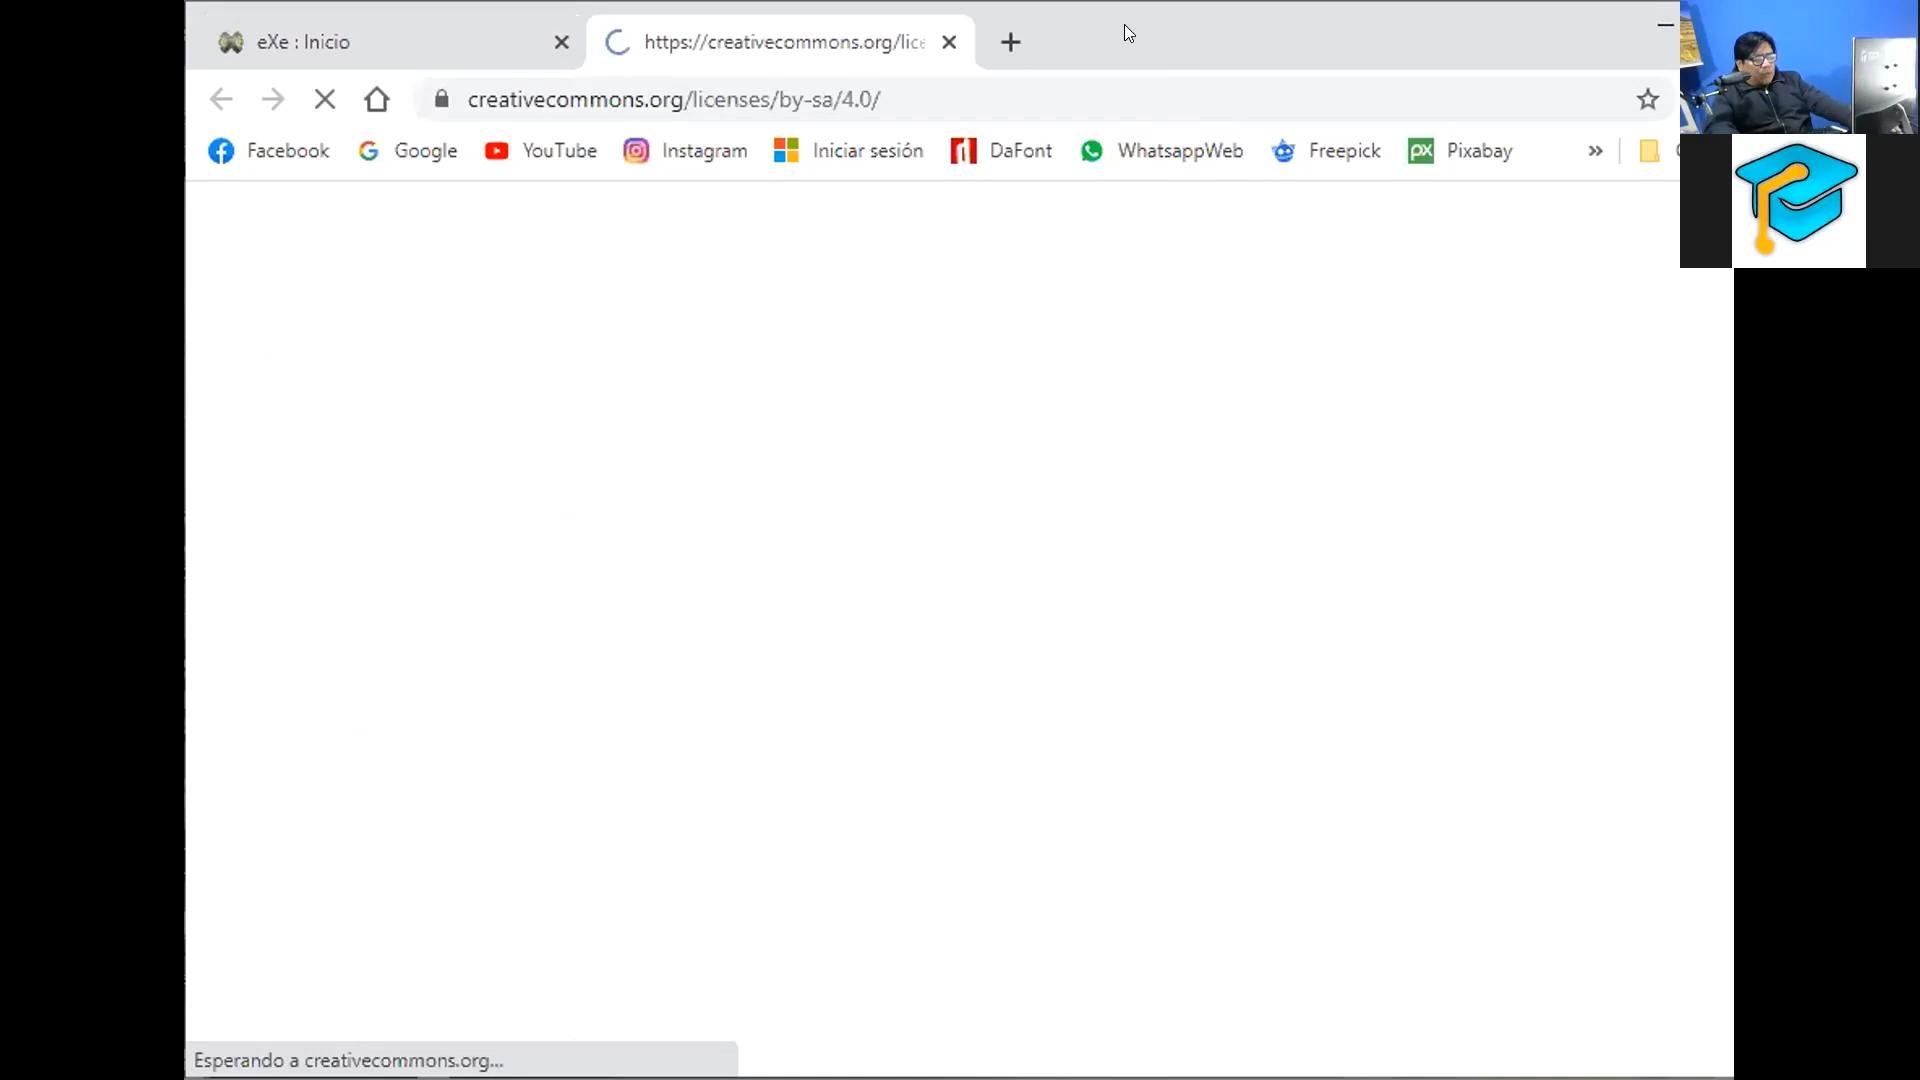 eXe : Inicio
https://creativecommons.org/lice
creativecommons.org/licenses/by-sa/4.0/
Facebook Google YouTube Instagram Iniciar sesión DaFont WhatsappWeb Freepick Pixabay
Esperando a creativecommons.org...